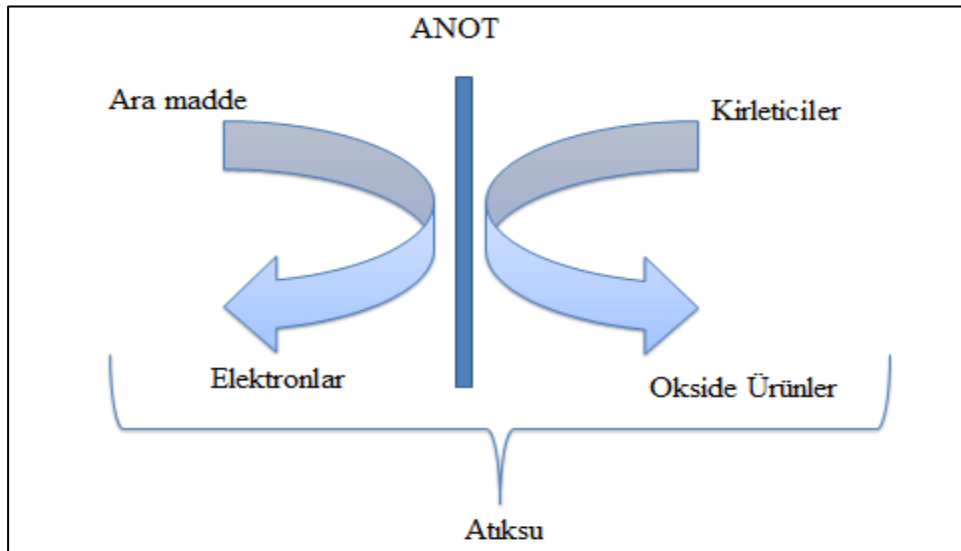 ANOT
Ara madde
Kirleticiler
Elektronlar
Okside Ürünler
Atıksu